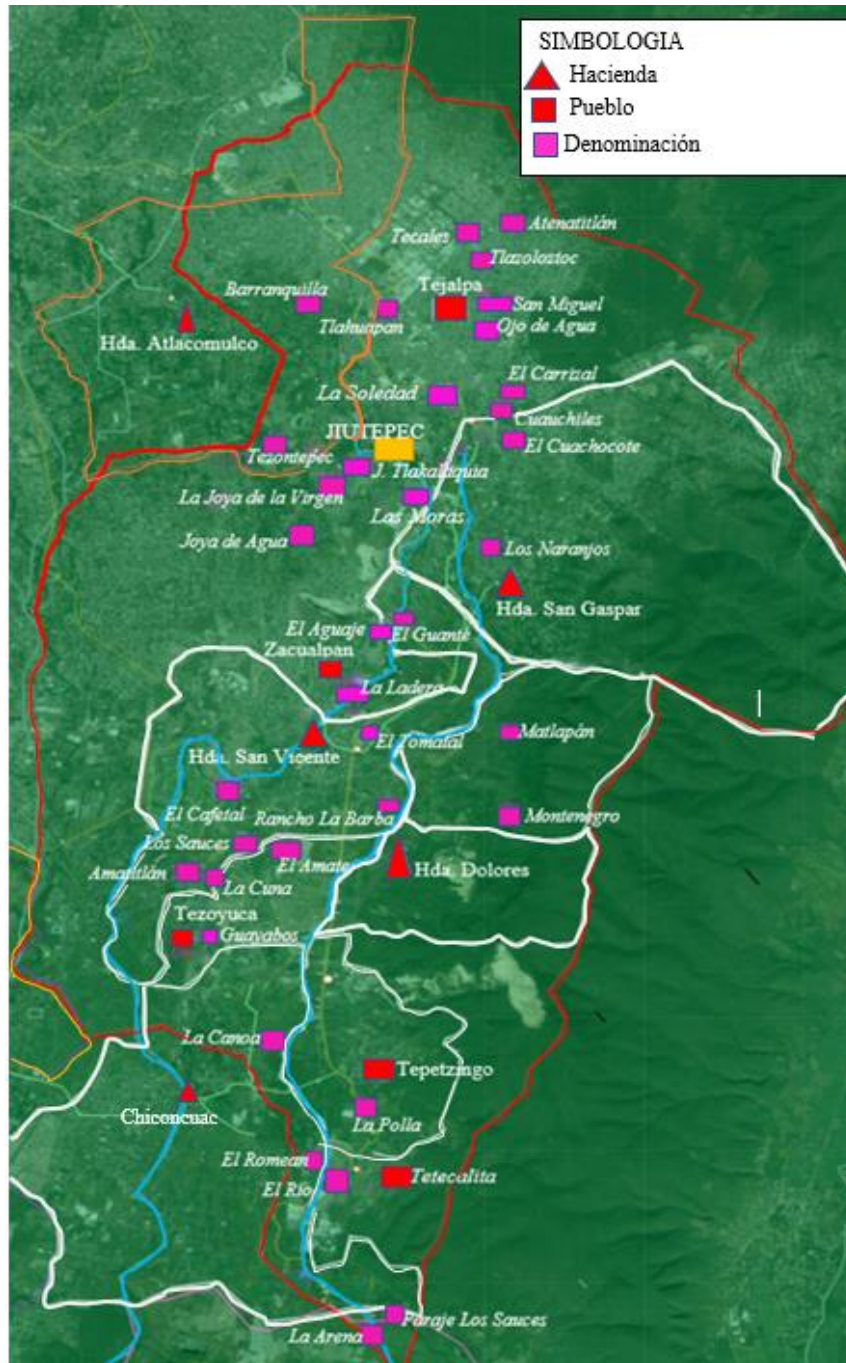 SIMBOLOGIA
Hacienda
Pueblo
Denominación
Atenatitlán
Tecales
Tlazoloztoc
Barranquilla
Tejalpa
San Miguel
Tlahuapan
Ojo de Agua
Hda. Atlacomulco
El Carrizal
La Soledad
Cuauchiles
JIUTEPEC
El Cuachocote
Tezontepec
J. Tlakallaquia
La Joya de la Virgen
Las Moras
Joya de Agua
Los Naranjos
Hda. San Gaspar
El Aguaje
El Guante
Zacualpan
La Ladera
El Tomatal
Matlapán
Hda. San Vicente
El Cafetal
Rancho La Barba
Montenegro
Los Sauces
El Amate
Amatitlán
La Cuna
Hda. Dolores
Tezoyuca
Guayabos
La Canoa
Tepetzingo
Chiconcuac
La Polla
El Romean
El Río
Tetecalita
Paraje Los Sauces
La Arena